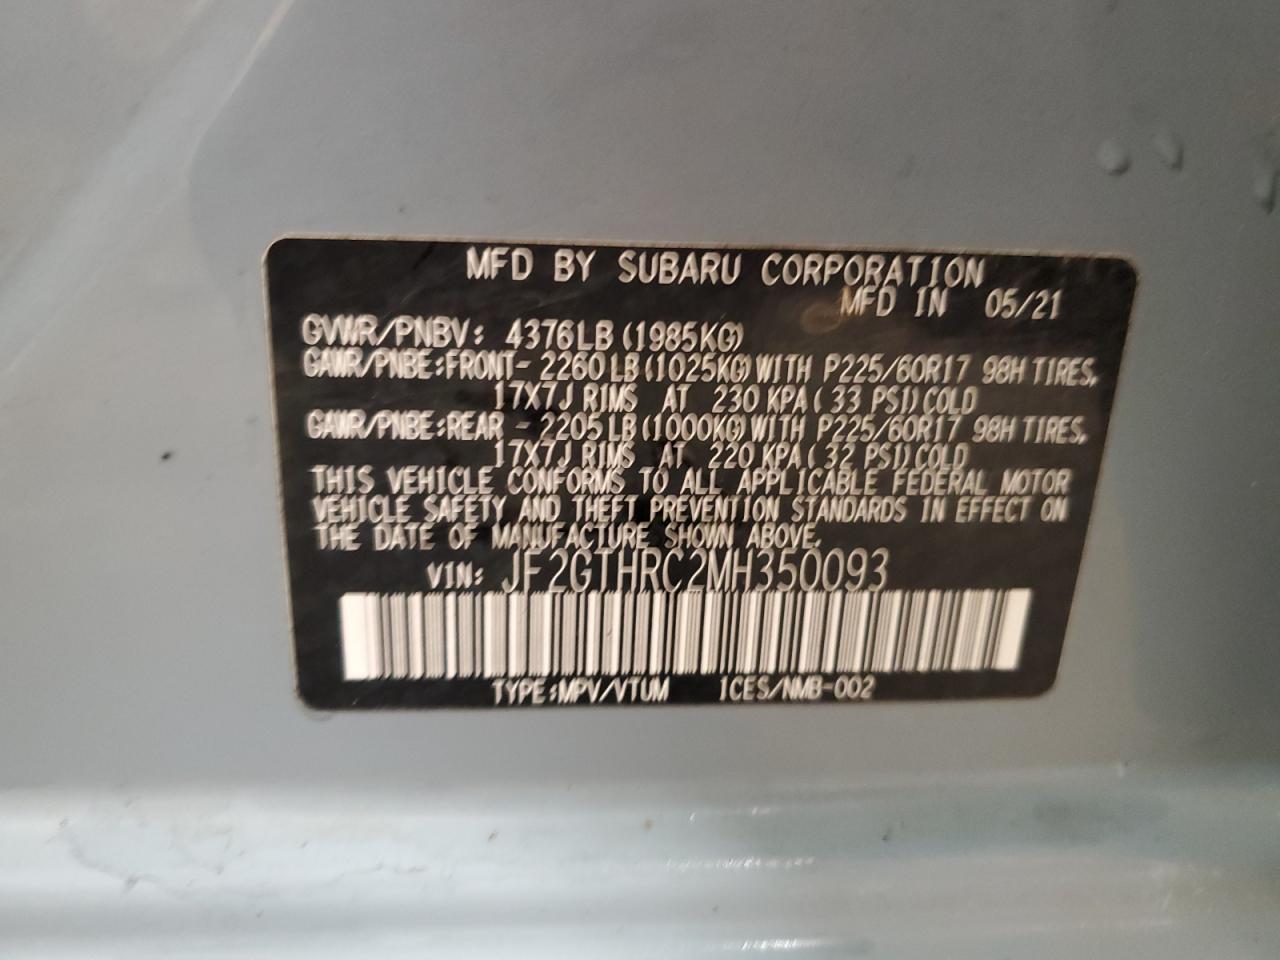 MFD BY SUBARU CORPORATION
MFD IN 05/21
GVWR/PNBV: 4376LB (1985KG)
GAWR/PNBE:FRONT- 2260 LB (1025KG) WITH P225/60R17 98H TIRES,
17X7J RIMS AT 230 KPA ( 33 PSI) COLD
GAWR/PNBE:REAR - 2205 LB (1000KG) WITH P225/60R17 98H TIRES,
17X7J RIMS AT 220 KPA ( 32 PSI) COLD
THIS VEHICLE CONFORMS TO ALL APPLICABLE FEDERAL MOTOR
VEHICLE SAFETY AND THEFT PREVENTION STANDARDS IN EFFECT ON
THE DATE OF MANUFACTURE SHOWN ABOVE.
VIN: JF2GTHRC2MH350093
TYPE:MPV/VTUM ICES/NMB-002